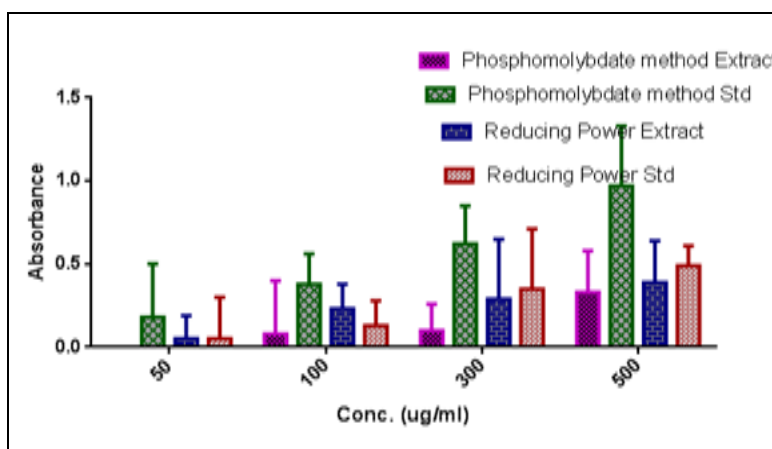 Phosphomolybdate method Extract
Phosphomolybdate method Std
Reducing Power Extract
Reducing Power Std
1.5
1.0
0.5
0.0
Absorbance
50
100
300
500
Conc. (ug/ml)